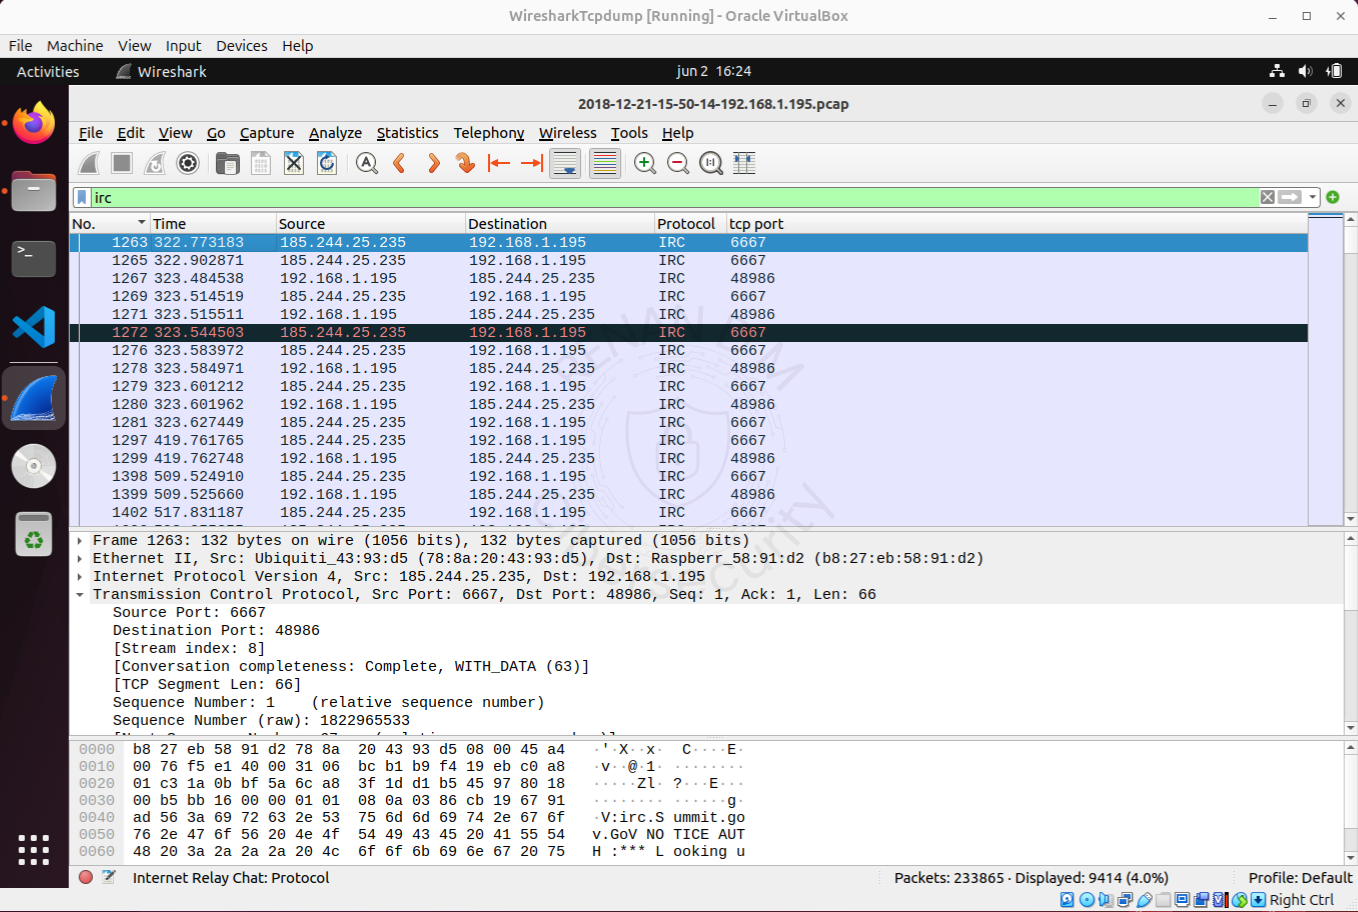 WiresharkTcpdump [Running] - Oracle VirtualBox
File Machine View Input Devices Help
Activities Wireshark jun 2 16:24
2018-12-21-15-50-14-192.168.1.195.pcap
File Edit View Go Capture Analyze Statistics Telephony Wireless Tools Help
irc
No. Time Source Destination Protocol tcp port
1263 322.773183 185.244.25.235 192.168.1.195 IRC 6667
1265 322.902871 185.244.25.235 192.168.1.195 IRC 6667
1267 323.484538 192.168.1.195 185.244.25.235 IRC 48986
1269 323.514519 185.244.25.235 192.168.1.195 IRC 6667
1271 323.515511 192.168.1.195 185.244.25.235 IRC 48986
1272 323.544503 185.244.25.235 192.168.1.195 IRC 6667
1276 323.583972 185.244.25.235 192.168.1.195 IRC 6667
1278 323.584971 192.168.1.195 185.244.25.235 IRC 48986
1279 323.601212 185.244.25.235 192.168.1.195 IRC 6667
1280 323.601962 192.168.1.195 185.244.25.235 IRC 48986
1281 323.627449 185.244.25.235 192.168.1.195 IRC 6667
1297 419.761765 185.244.25.235 192.168.1.195 IRC 6667
1299 419.762748 192.168.1.195 185.244.25.235 IRC 48986
1398 509.524910 185.244.25.235 192.168.1.195 IRC 6667
1399 509.525660 192.168.1.195 185.244.25.235 IRC 48986
1402 517.831187 185.244.25.235 192.168.1.195 IRC 6667
Frame 1263: 132 bytes on wire (1056 bits), 132 bytes captured (1056 bits)
Ethernet II, Src: Ubiquiti_43:93:d5 (78:8a:20:43:93:d5), Dst: Raspberr_58:91:d2 (b8:27:eb:58:91:d2)
Internet Protocol Version 4, Src: 185.244.25.235, Dst: 192.168.1.195
Transmission Control Protocol, Src Port: 6667, Dst Port: 48986, Seq: 1, Ack: 1, Len: 66
Source Port: 6667
Destination Port: 48986
[Stream index: 8]
[Conversation completeness: Complete, WITH_DATA (63)]
[TCP Segment Len: 66]
Sequence Number: 1 (relative sequence number)
Sequence Number (raw): 1822965533
0000 b8 27 eb 58 91 d2 78 8a 20 43 93 d5 08 00 45 a4 ·'·X··x· C····E·
0010 00 76 f5 e1 40 00 31 06 bc b1 b9 f4 19 eb c0 a8 ·v··@·1· ········
0020 01 c3 1a 0b bf 5a 6c a8 3f 1d d1 b5 45 97 80 18 ·····Zl· ?···E···
0030 00 b5 bb 16 00 00 01 01 08 0a 03 86 cb 19 67 91 ········ ······g·
0040 ad 56 3a 69 72 63 2e 53 75 6d 6d 69 74 2e 67 6f ·V:irc.S ummit.go
0050 76 2e 47 6f 56 20 4e 4f 54 49 43 45 20 41 55 54 v.GoV NO TICE AUT
0060 48 20 3a 2a 2a 2a 20 4c 6f 6f 6b 69 6e 67 20 75 H :*** L ooking u
Internet Relay Chat: Protocol Packets: 233865 · Displayed: 9414 (4.0%) Profile: Default
Right Ctrl